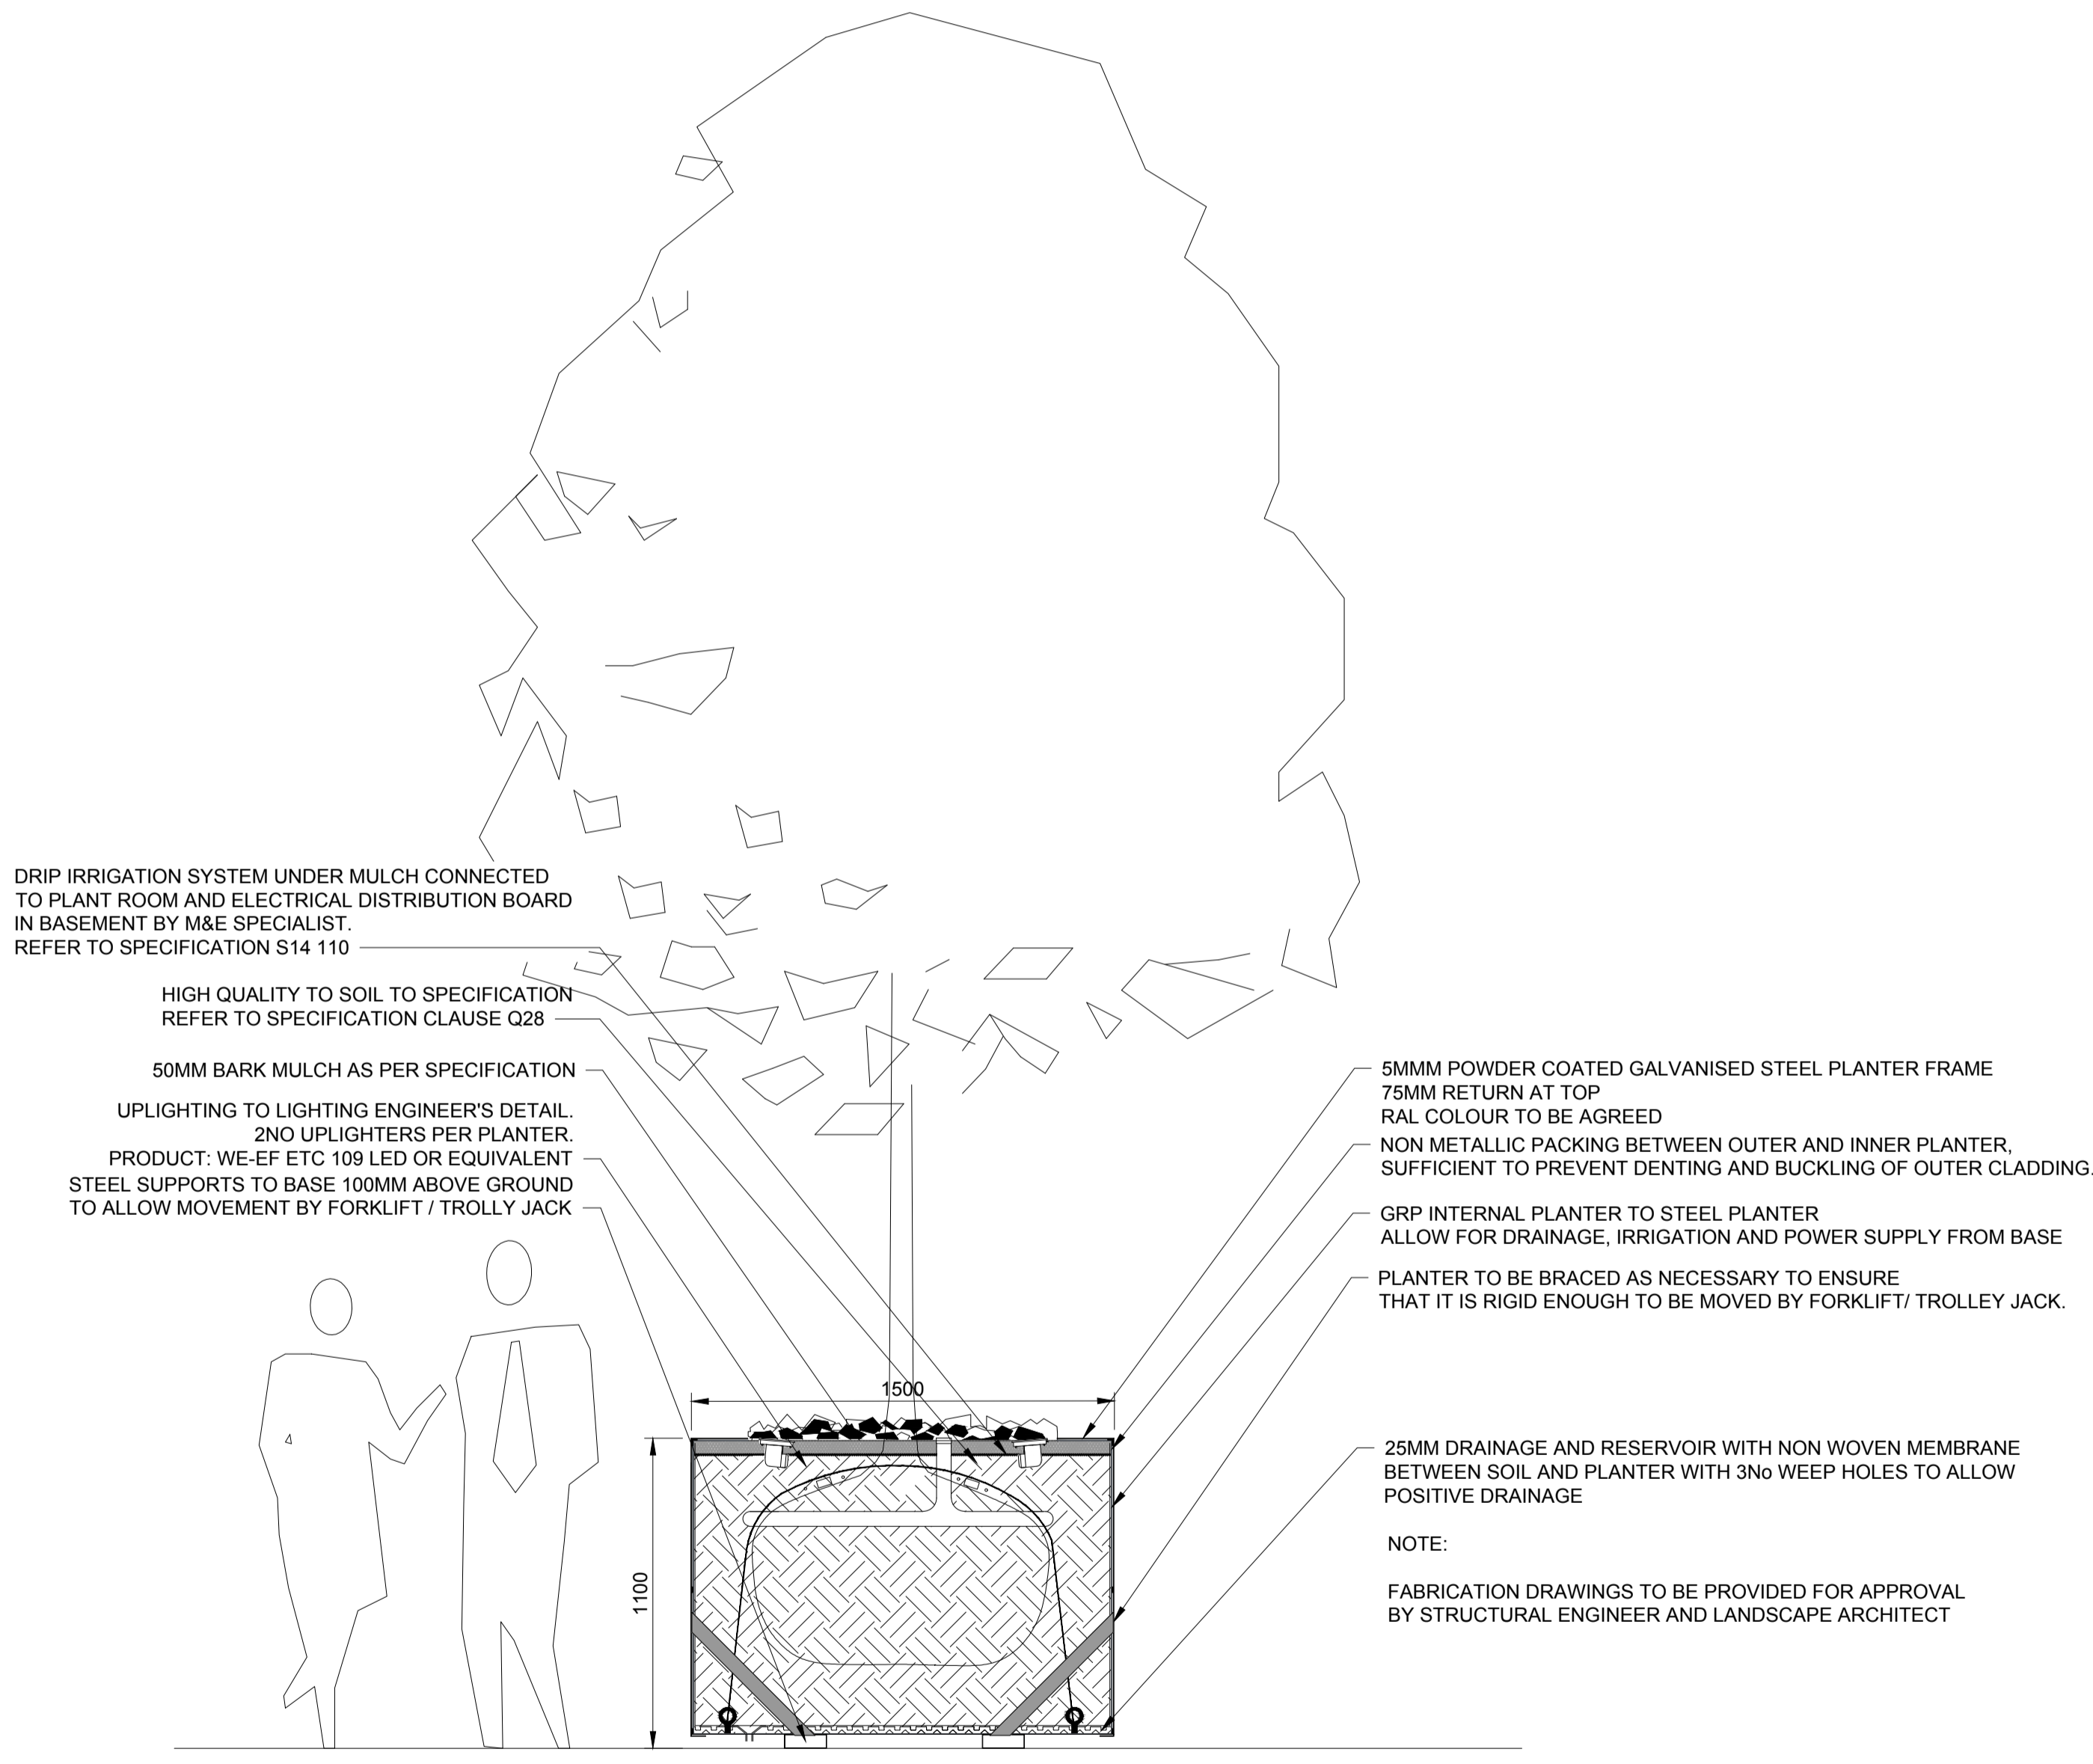 DRIP IRRIGATION SYSTEM UNDER MULCH CONNECTED
TO PLANT ROOM AND ELECTRICAL DISTRIBUTION BOARD
IN BASEMENT BY M&E SPECIALIST.
REFER TO SPECIFICATION S14 110
HIGH QUALITY TO SOIL TO SPECIFICATION
REFER TO SPECIFICATION CLAUSE Q28
50MM BARK MULCH AS PER SPECIFICATION
UPLIGHTING TO LIGHTING ENGINEER'S DETAIL.
2NO UPLIGHTERS PER PLANTER.
PRODUCT: WE-EF ETC 109 LED OR EQUIVALENT
STEEL SUPPORTS TO BASE 100MM ABOVE GROUND
TO ALLOW MOVEMENT BY FORKLIFT / TROLLY JACK
5MMM POWDER COATED GALVANISED STEEL PLANTER FRAME
75MM RETURN AT TOP
RAL COLOUR TO BE AGREED
NON METALLIC PACKING BETWEEN OUTER AND INNER PLANTER,
SUFFICIENT TO PREVENT DENTING AND BUCKLING OF OUTER CLADDING.
GRP INTERNAL PLANTER TO STEEL PLANTER
ALLOW FOR DRAINAGE, IRRIGATION AND POWER SUPPLY FROM BASE
PLANTER TO BE BRACED AS NECESSARY TO ENSURE
THAT IT IS RIGID ENOUGH TO BE MOVED BY FORKLIFT/ TROLLEY JACK.
1500
1100
25MM DRAINAGE AND RESERVOIR WITH NON WOVEN MEMBRANE
BETWEEN SOIL AND PLANTER WITH 3No WEEP HOLES TO ALLOW
POSITIVE DRAINAGE
NOTE:
FABRICATION DRAWINGS TO BE PROVIDED FOR APPROVAL
BY STRUCTURAL ENGINEER AND LANDSCAPE ARCHITECT